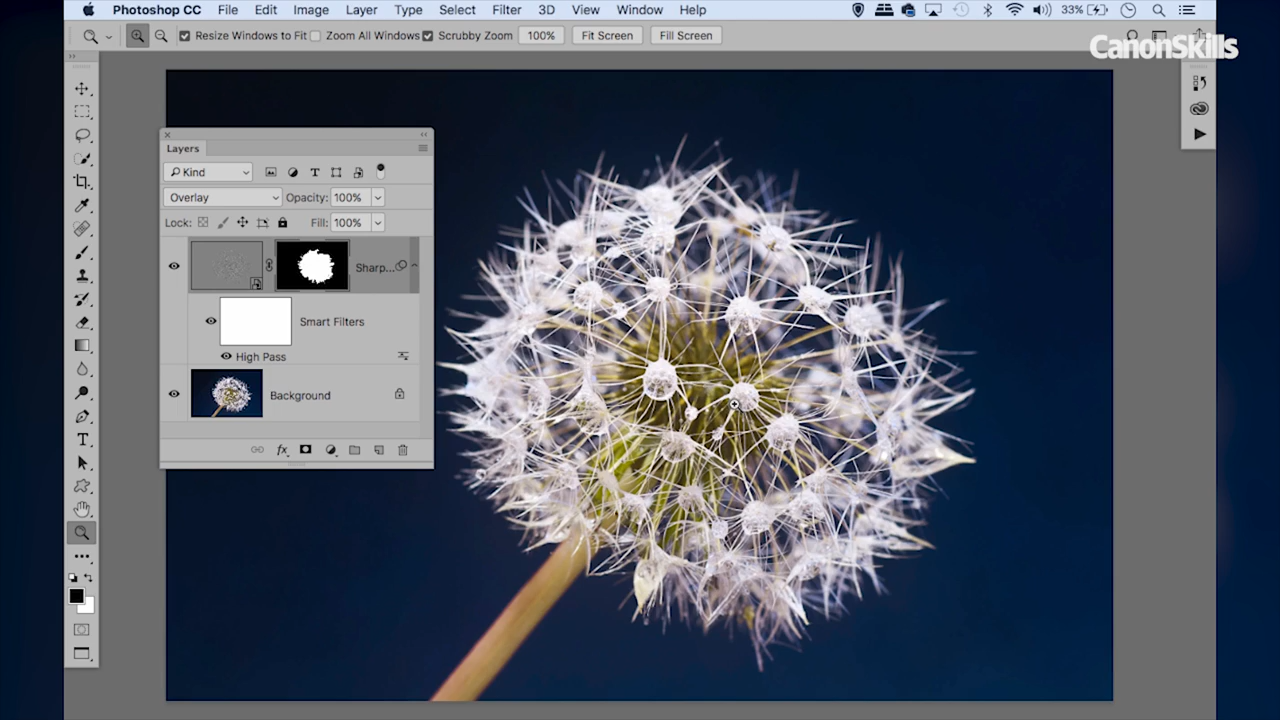 Photoshop CC File Edit Image Layer Type Select Filter 3D View Window Help 33%
Resize Windows to Fit Zoom All Windows Scrubby Zoom 100% Fit Screen Fill Screen
CanonSkills
Layers
Kind
Overlay Opacity: 100%
Lock: Fill: 100%
Sharp...
Smart Filters
High Pass
Background